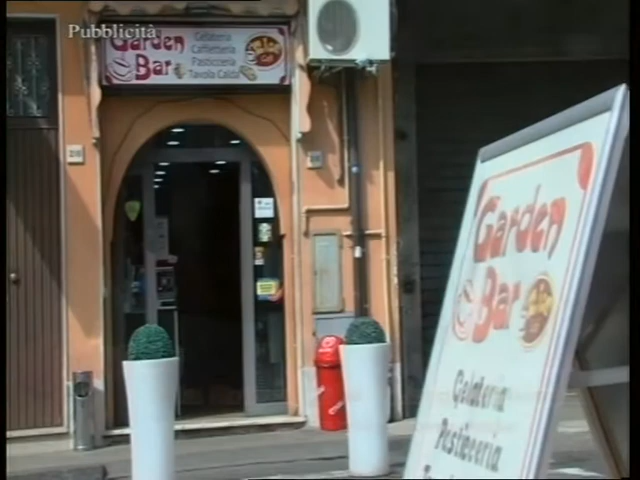 Pubblicità
Garden
Bar
Gelateria
Caffetteria
Pasticceria
Tavola Calda
Garden
Bar
Gelateria
Pasticceria